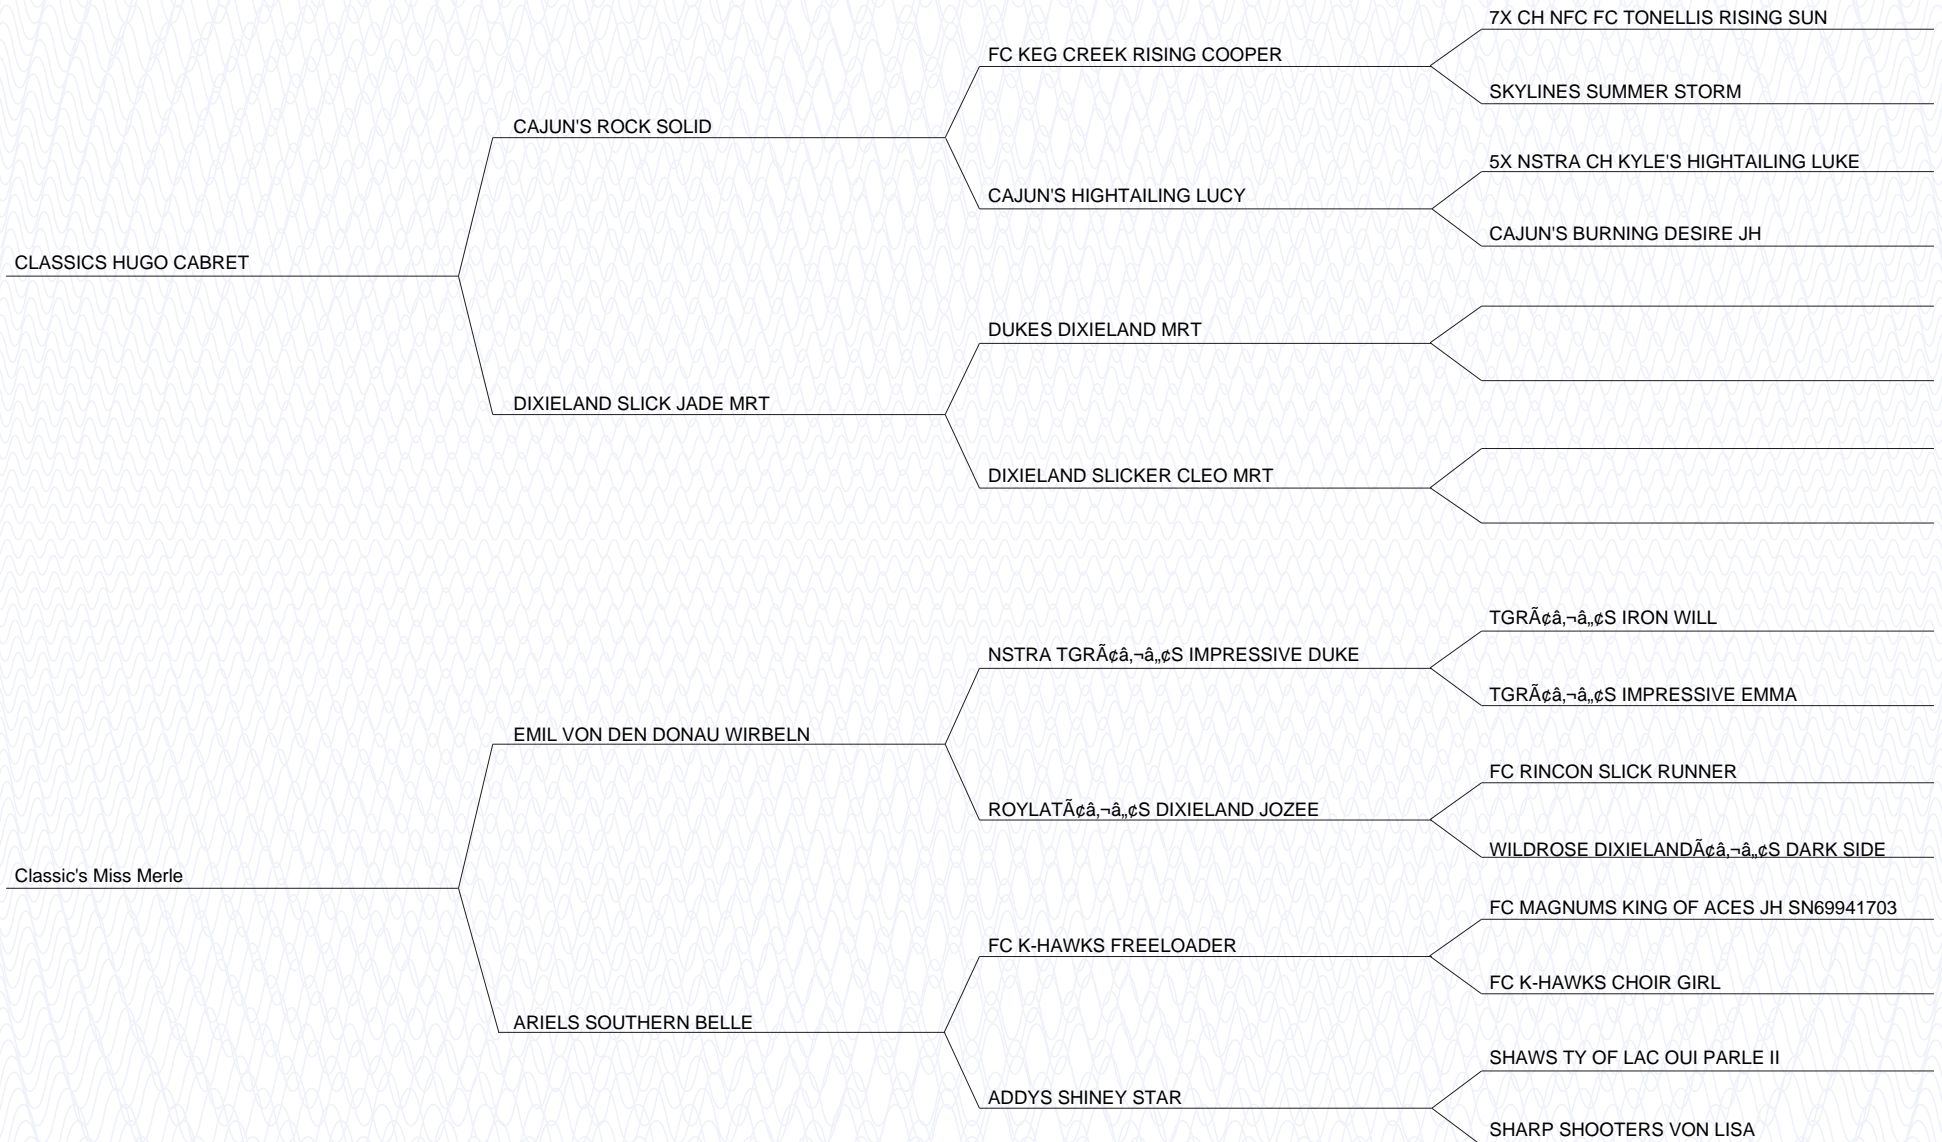 7X CH NFC FC TONELLIS RISING SUN
FC KEG CREEK RISING COOPER
SKYLINES SUMMER STORM
CAJUN'S ROCK SOLID
5X NSTRA CH KYLE'S HIGHTAILING LUKE
CAJUN'S HIGHTAILING LUCY
CAJUN'S BURNING DESIRE JH
CLASSICS HUGO CABRET
DUKES DIXIELAND MRT
DIXIELAND SLICK JADE MRT
DIXIELAND SLICKER CLEO MRT
TGRÃ¢â‚¬â„¢S IRON WILL
NSTRA TGRÃ¢â‚¬â„¢S IMPRESSIVE DUKE
TGRÃ¢â‚¬â„¢S IMPRESSIVE EMMA
EMIL VON DEN DONAU WIRBELN
FC RINCON SLICK RUNNER
ROYLATÃ¢â‚¬â„¢S DIXIELAND JOZEE
WILDROSE DIXIELANDÃ¢â‚¬â„¢S DARK SIDE
Classic's Miss Merle
FC MAGNUMS KING OF ACES JH SN69941703
FC K-HAWKS FREELOADER
FC K-HAWKS CHOIR GIRL
ARIELS SOUTHERN BELLE
SHAWS TY OF LAC OUI PARLE II
ADDYS SHINEY STAR
SHARP SHOOTERS VON LISA